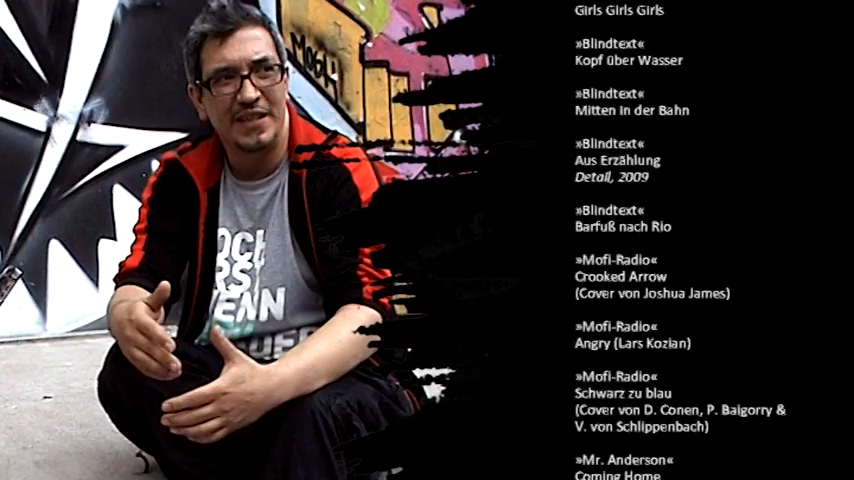 Girls Girls Girls
»Blindtext«
Kopf über Wasser
»Blindtext«
Mitten in der Bahn
»Blindtext«
Aus Erzählung
Detail, 2009
»Blindtext«
Barfuß nach Rio
»Mofi-Radio«
Crooked Arrow
(Cover von Joshua James)
»Mofi-Radio«
Angry (Lars Kozian)
»Mofi-Radio«
Schwarz zu blau
(Cover von D. Conen, P. Baigorry &
V. von Schlippenbach)
»Mr. Anderson«
Coming Home